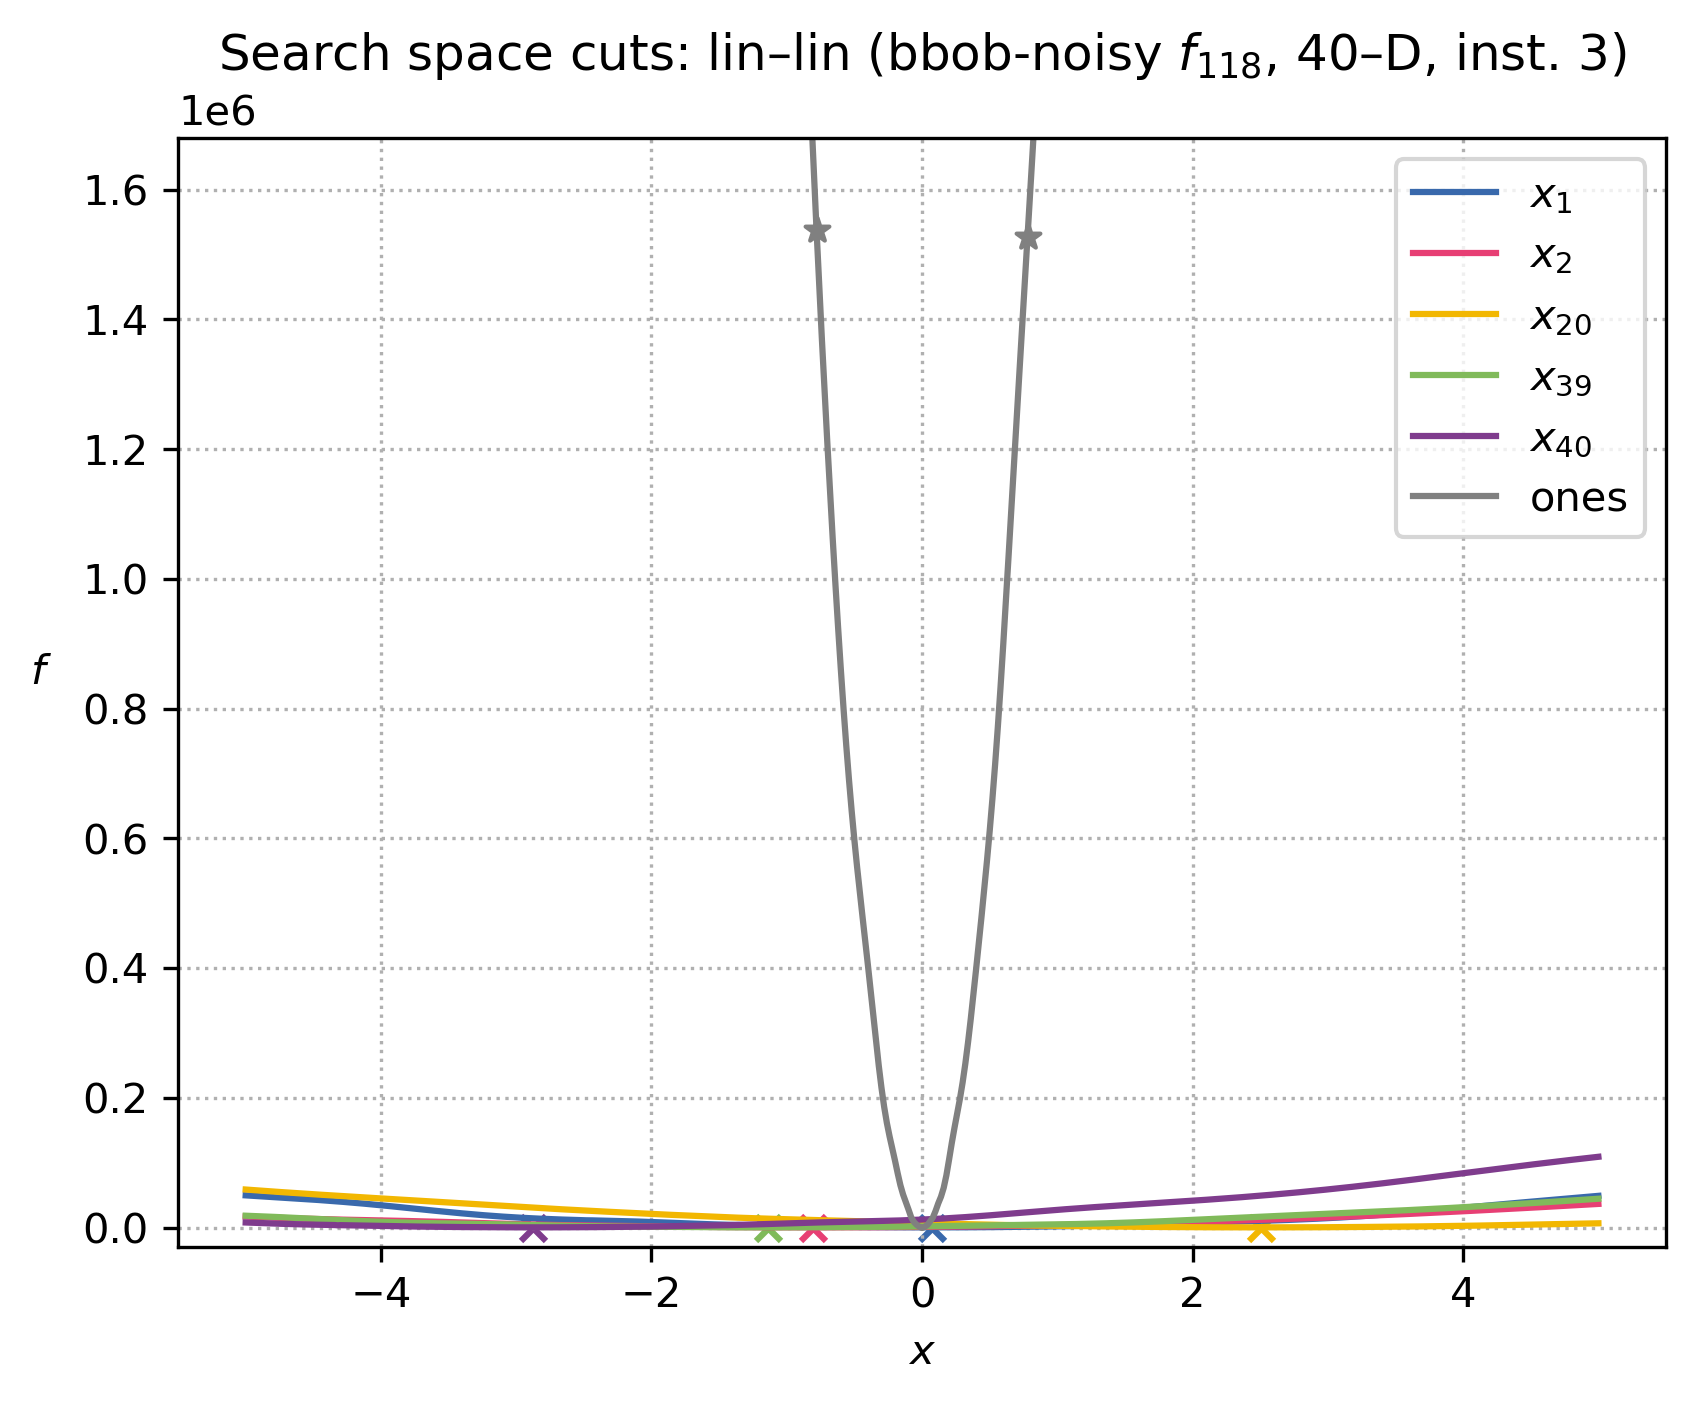 Search space cuts: lin–lin (bbob-noisy f₁₁₈, 40–D, inst. 3)
1e6
1.6
1.4
1.2
1.0
0.8
0.6
0.4
0.2
0.0
f
x₁
x₂
x₂₀
x₃₉
x₄₀
ones
−4 −2 0 2 4
x